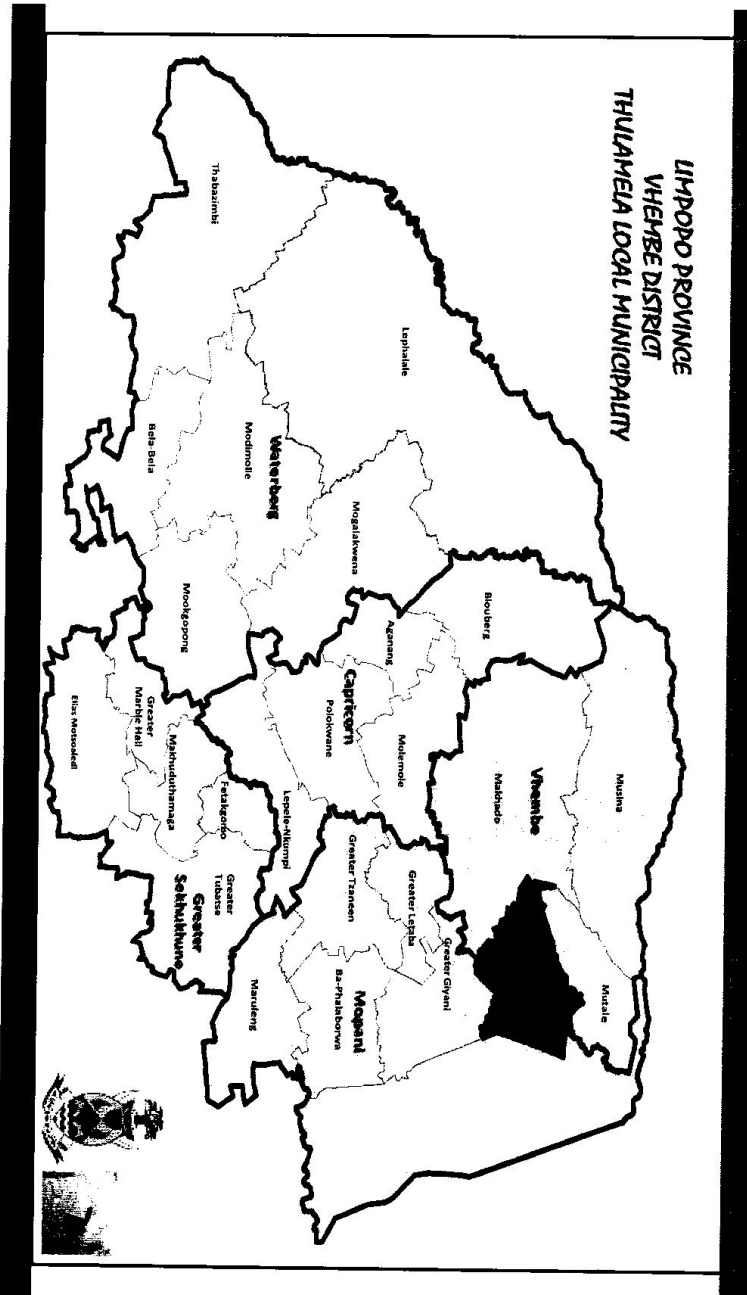 LIMPOPO PROVINCE
VHEMBE DISTRICT
THULAMELA LOCAL MUNICIPALITY
Musina
Mutale
Vhembe
Makhado
Blouberg
Lephalale
Mogalakwena
Aganang
Molemole
Capricorn
Polokwane
Greater Giyani
Greater Letaba
Greater Tzaneen
Mopani
Ba-Phalaborwa
Thabazimbi
Waterberg
Modimolle
Bela-Bela
Mookgopong
Lepele-Nkumpi
Maruleng
Fetakgomo
Greater
Tubatse
Greater
Sekhukhune
Makhuduthamaga
Greater
Marble Hall
Elias Motsoaledi